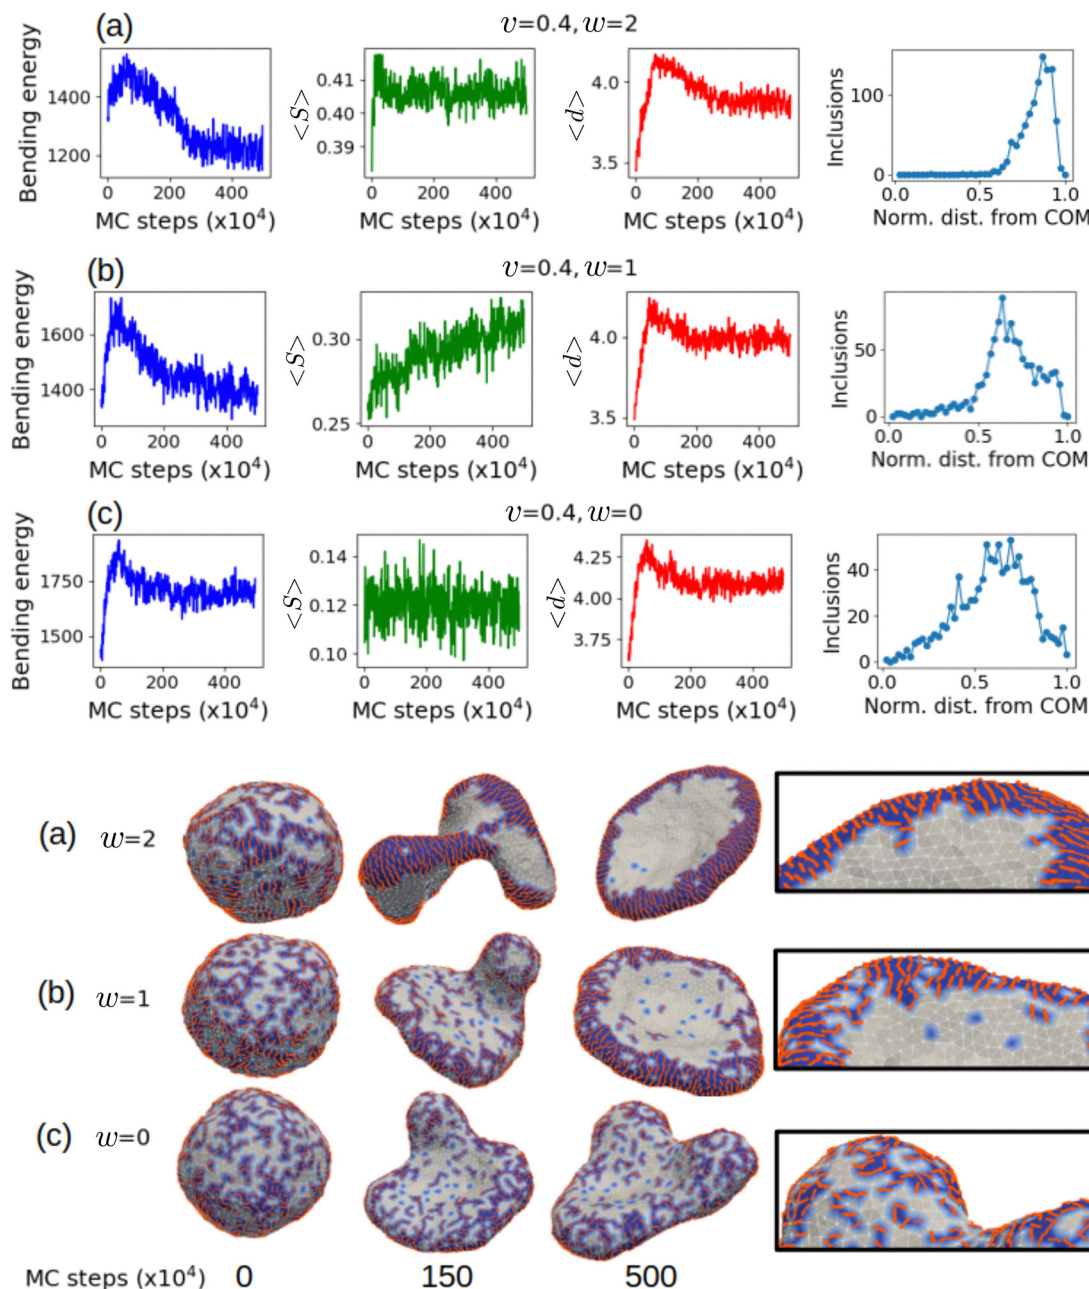 (a) v=0.4, w=2
Bending energy
1400
1200
0 200 400
MC steps (x10⁴)
<S>
0.41
0.40
0.39
0 200 400
MC steps (x10⁴)
<d>
4.0
3.5
0 200 400
MC steps (x10⁴)
Inclusions
100
0
0.0 0.5 1.0
Norm. dist. from COM
(b) v=0.4, w=1
Bending energy
1600
1400
0 200 400
MC steps (x10⁴)
<S>
0.30
0.25
0 200 400
MC steps (x10⁴)
<d>
4.0
3.5
0 200 400
MC steps (x10⁴)
Inclusions
50
0
0.0 0.5 1.0
Norm. dist. from COM
(c) v=0.4, w=0
Bending energy
1750
1500
0 200 400
MC steps (x10⁴)
<S>
0.14
0.12
0.10
0 200 400
MC steps (x10⁴)
<d>
4.25
4.00
3.75
0 200 400
MC steps (x10⁴)
Inclusions
40
20
0
0.0 0.5 1.0
Norm. dist. from COM
(a) w=2
(b) w=1
(c) w=0
MC steps (x10⁴) 0 150 500